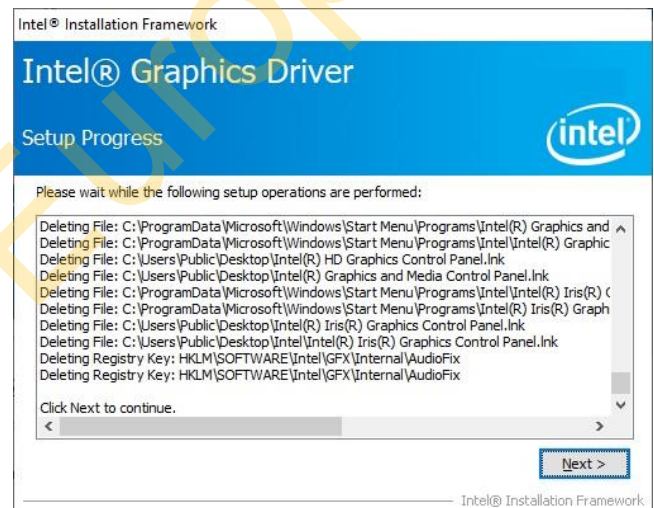 Intel® Installation Framework
Intel® Graphics Driver
Setup Progress
intel
Please wait while the following setup operations are performed:
Deleting File: C:\ProgramData\Microsoft\Windows\Start Menu\Programs\Intel(R) Graphics and
Deleting File: C:\ProgramData\Microsoft\Windows\Start Menu\Programs\Intel\Intel(R) Graphic
Deleting File: C:\Users\Public\Desktop\Intel(R) HD Graphics Control Panel.lnk
Deleting File: C:\Users\Public\Desktop\Intel(R) Graphics and Media Control Panel.lnk
Deleting File: C:\ProgramData\Microsoft\Windows\Start Menu\Programs\Intel\Intel(R) Iris(R) G
Deleting File: C:\ProgramData\Microsoft\Windows\Start Menu\Programs\Intel(R) Iris(R) Graph
Deleting File: C:\Users\Public\Desktop\Intel(R) Iris(R) Graphics Control Panel.lnk
Deleting File: C:\Users\Public\Desktop\Intel\Intel(R) Iris(R) Graphics Control Panel.lnk
Deleting Registry Key: HKLM\SOFTWARE\Intel\GFX\Internal\AudioFix
Deleting Registry Key: HKLM\SOFTWARE\Intel\GFX\Internal\AudioFix
Click Next to continue.
Next >
Intel® Installation Framework